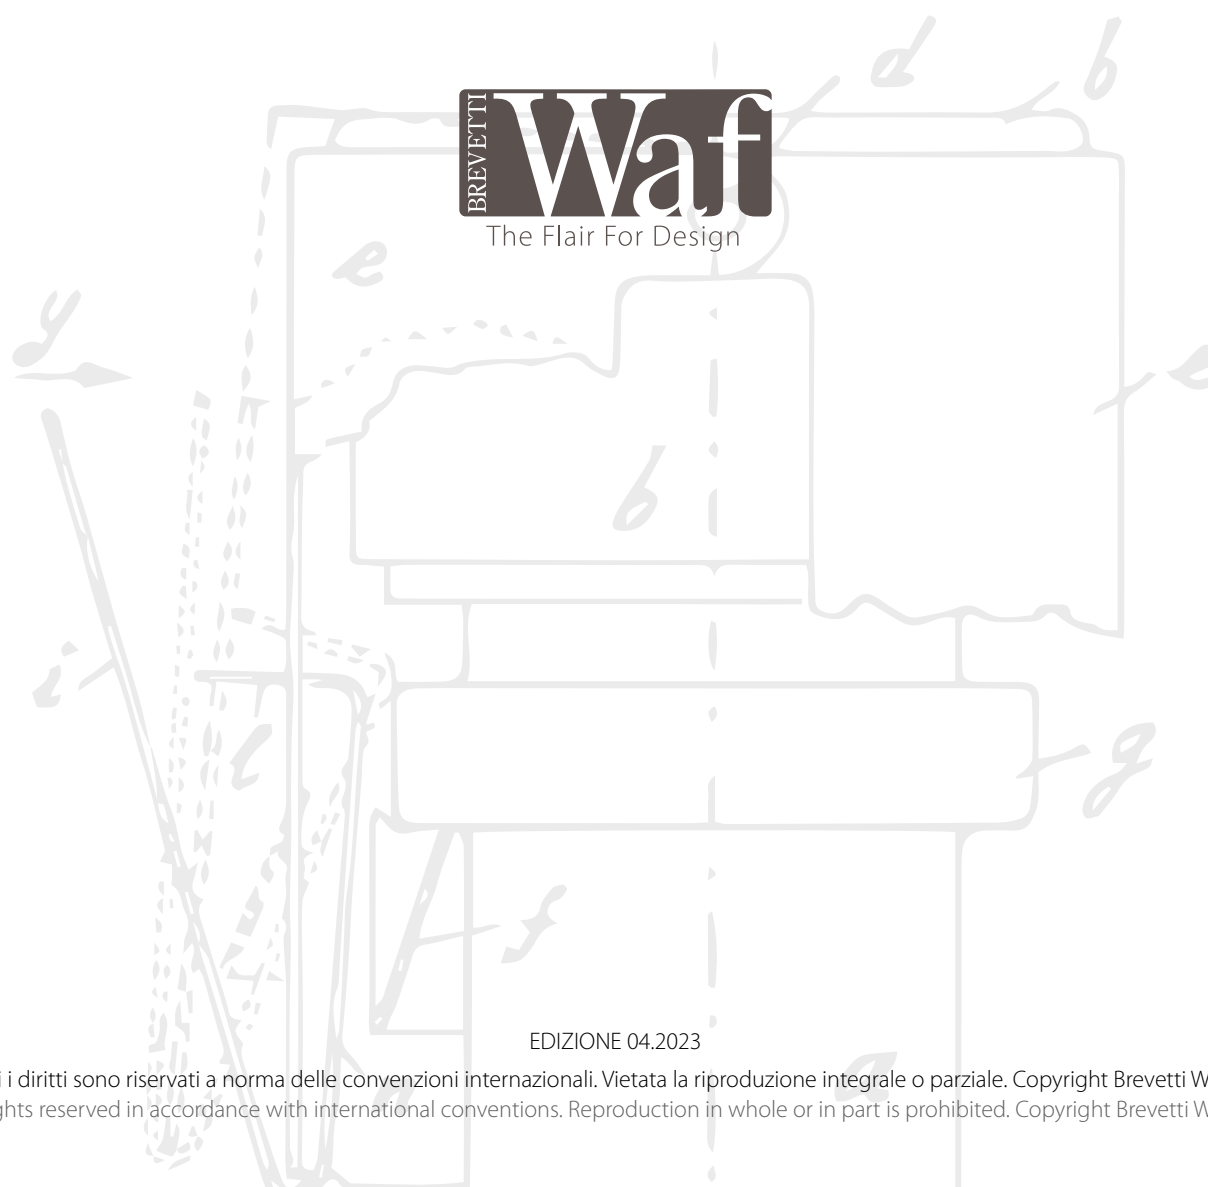 d b
BREVETTI Waf
The Flair For Design
e
y
e
b
i
l
g
f
EDIZIONE 04.2023
i diritti sono riservati a norma delle convenzioni internazionali. Vietata la riproduzione integrale o parziale. Copyright Brevetti W
a
ghts reserved in accordance with international conventions. Reproduction in whole or in part is prohibited. Copyright Brevetti W